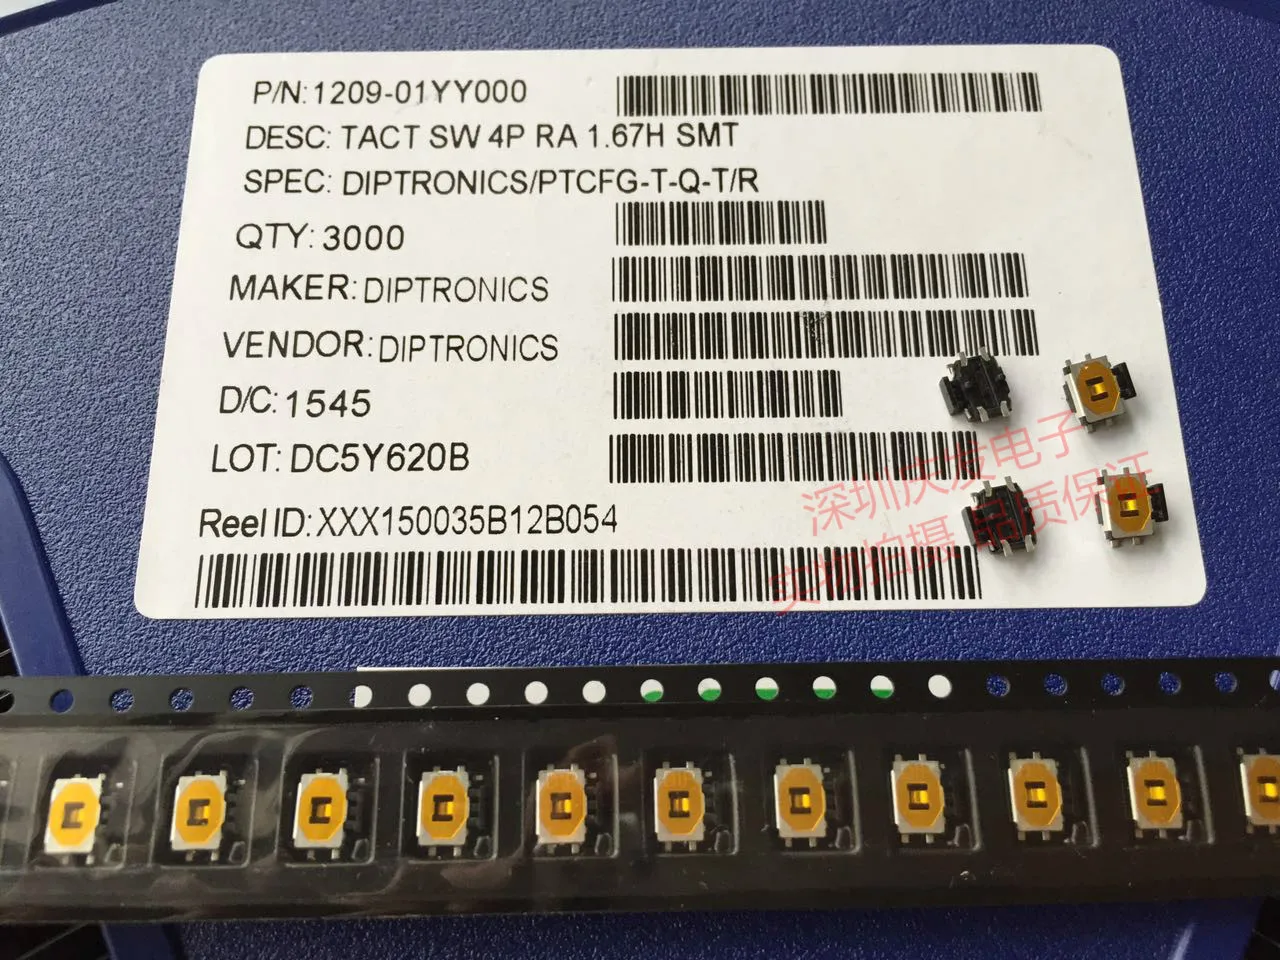 P/N:1209-01YY000
DESC: TACT SW 4P RA 1.67H SMT
SPEC: DIPTRONICS/PTCFG-T-Q-T/R
QTY: 3000
MAKER: DIPTRONICS
VENDOR: DIPTRONICS
D/C: 1545
LOT: DC5Y620B
Reel ID: XXX150035B12B054
深圳庆发电子
实物拍摄 品质保证